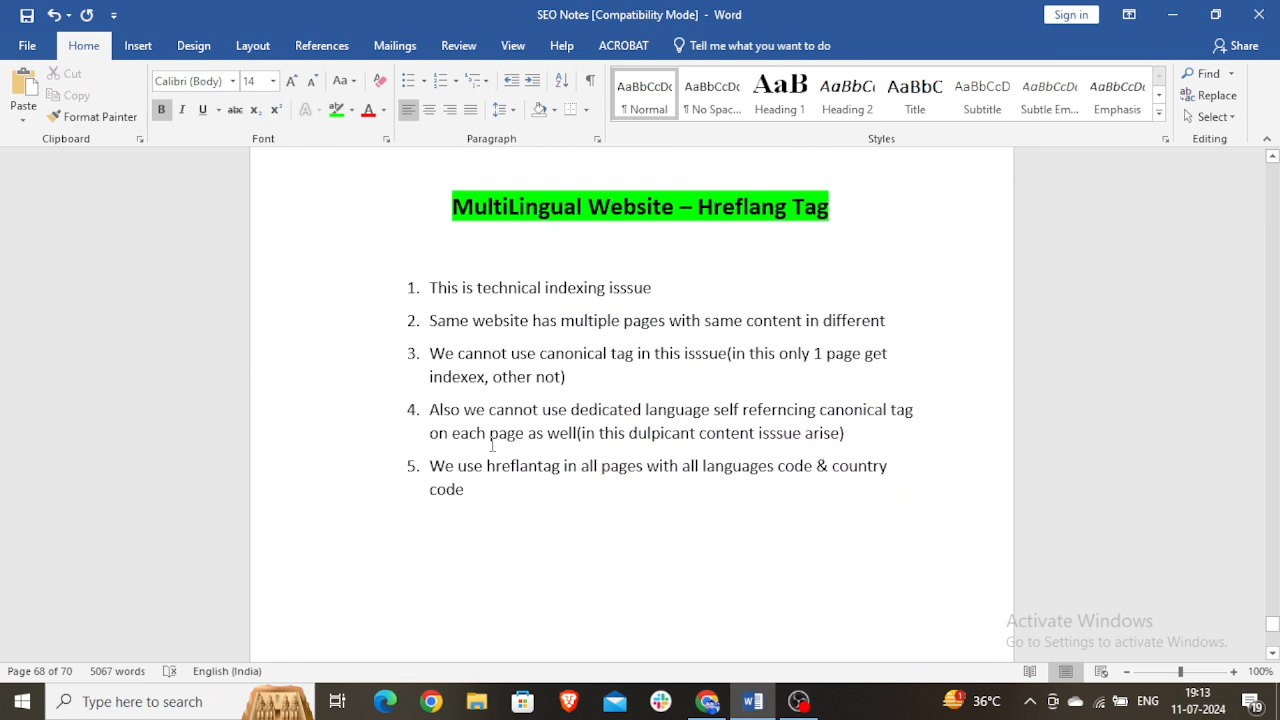 SEO Notes [Compatibility Mode] - Word
Sign in
File Home Insert Design Layout References Mailings Review View Help ACROBAT Tell me what you want to do Share
Paste
Cut
Copy
Format Painter
Clipboard
Calibri (Body) 14
Font
Paragraph
AaBbCcDc AaBbCcDc AaB AaBbC( AaBbC AaBbCcD AaBbCcDc AaBbCcDc
¶ Normal ¶ No Spac... Heading 1 Heading 2 Title Subtitle Subtle Em... Emphasis
Styles
Find
Replace
Select
Editing
MultiLingual Website – Hreflang Tag
1. This is technical indexing isssue
2. Same website has multiple pages with same content in different
3. We cannot use canonical tag in this isssue(in this only 1 page get
indexex, other not)
4. Also we cannot use dedicated language self referncing canonical tag
on each page as well(in this dulpicant content isssue arise)
5. We use hreflantag in all pages with all languages code & country
code
Activate Windows
Go to Settings to activate Windows.
Page 68 of 70 5067 words English (India) 100%
Type here to search
1
36°C
ENG
19:13
11-07-2024
19